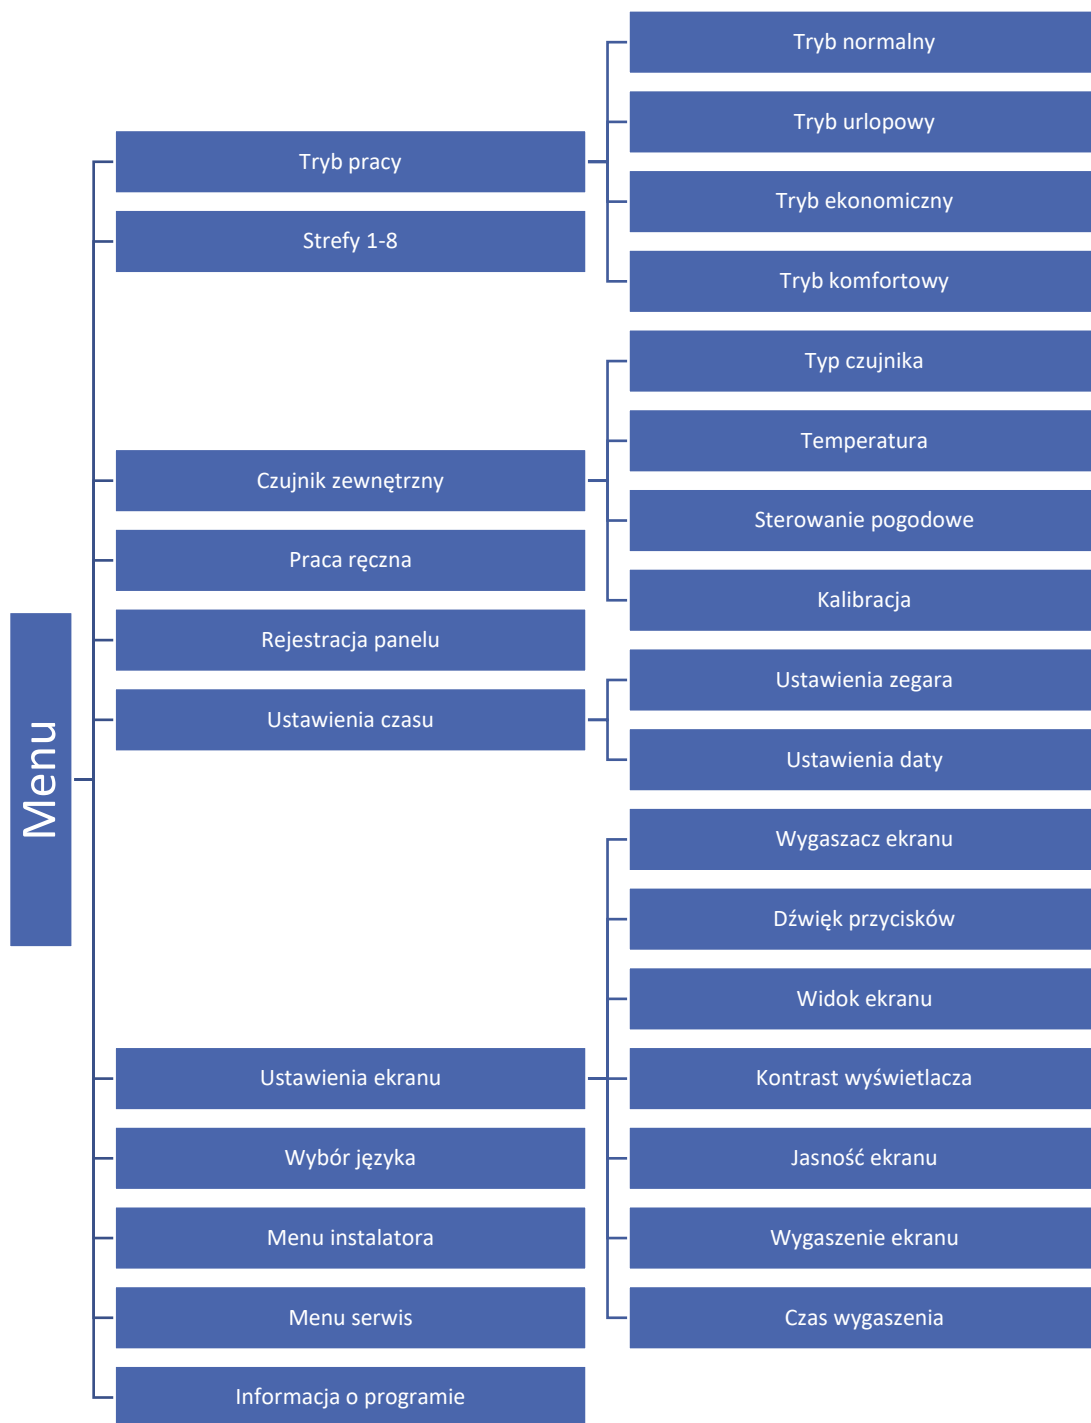 Menu
Tryb pracy
Tryb normalny
Tryb urlopowy
Tryb ekonomiczny
Tryb komfortowy
Strefy 1-8
Czujnik zewnętrzny
Typ czujnika
Temperatura
Sterowanie pogodowe
Kalibracja
Praca ręczna
Rejestracja panelu
Ustawienia czasu
Ustawienia zegara
Ustawienia daty
Ustawienia ekranu
Wygaszacz ekranu
Dźwięk przycisków
Widok ekranu
Kontrast wyświetlacza
Jasność ekranu
Wygaszenie ekranu
Czas wygaszenia
Wybór języka
Menu instalatora
Menu serwis
Informacja o programie